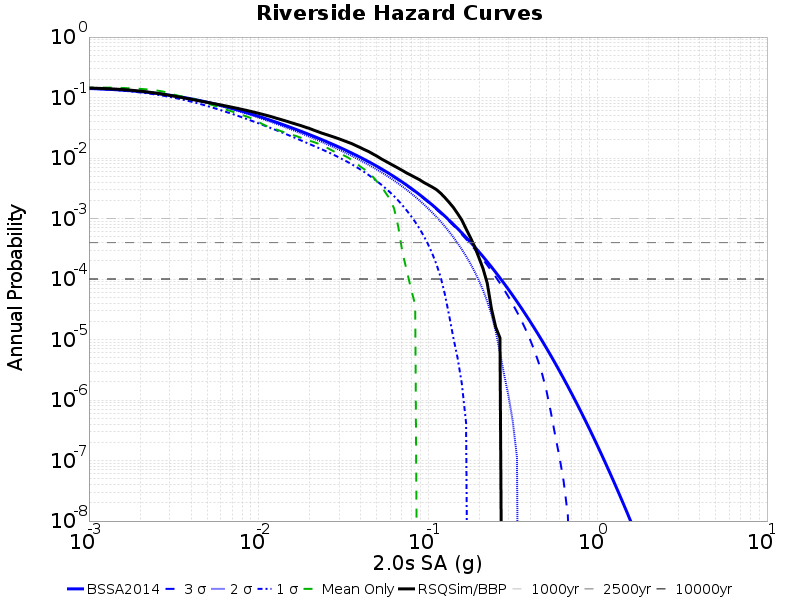 Riverside Hazard Curves
Annual Probability
10^0
10^-1
10^-2
10^-3
10^-4
10^-5
10^-6
10^-7
10^-8
10^-3 10^-2 10^-1 10^0 10^1
2.0s SA (g)
BSSA2014 3 σ 2 σ 1 σ Mean Only RSQSim/BBP 1000yr 2500yr 10000yr